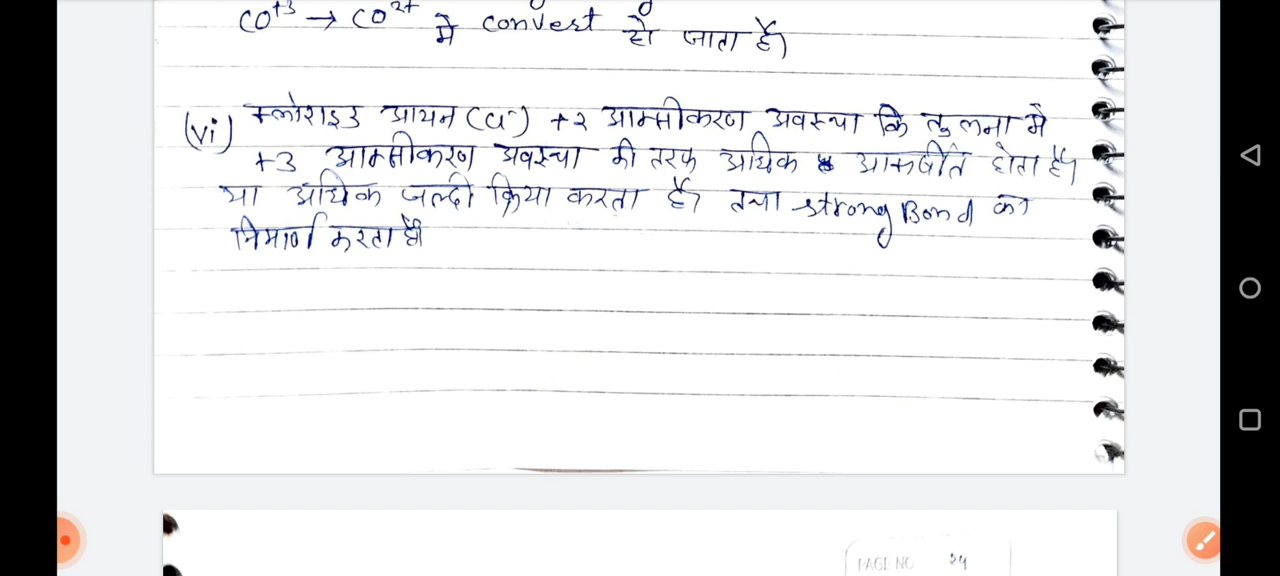 CO⁺³ → CO²⁺ में convert हो जाता है।
(vi) क्लोराइड आयन (Cl⁻) +2 आक्सीकरण अवस्था कि तुलना में
+3 आक्सीकरण अवस्था की तरफ अधिक आकर्षीत होता है।
या अधिक जल्दी क्रिया करता है। तथा strong Bond का
निमार्ण करता है।
PAGE NO 24